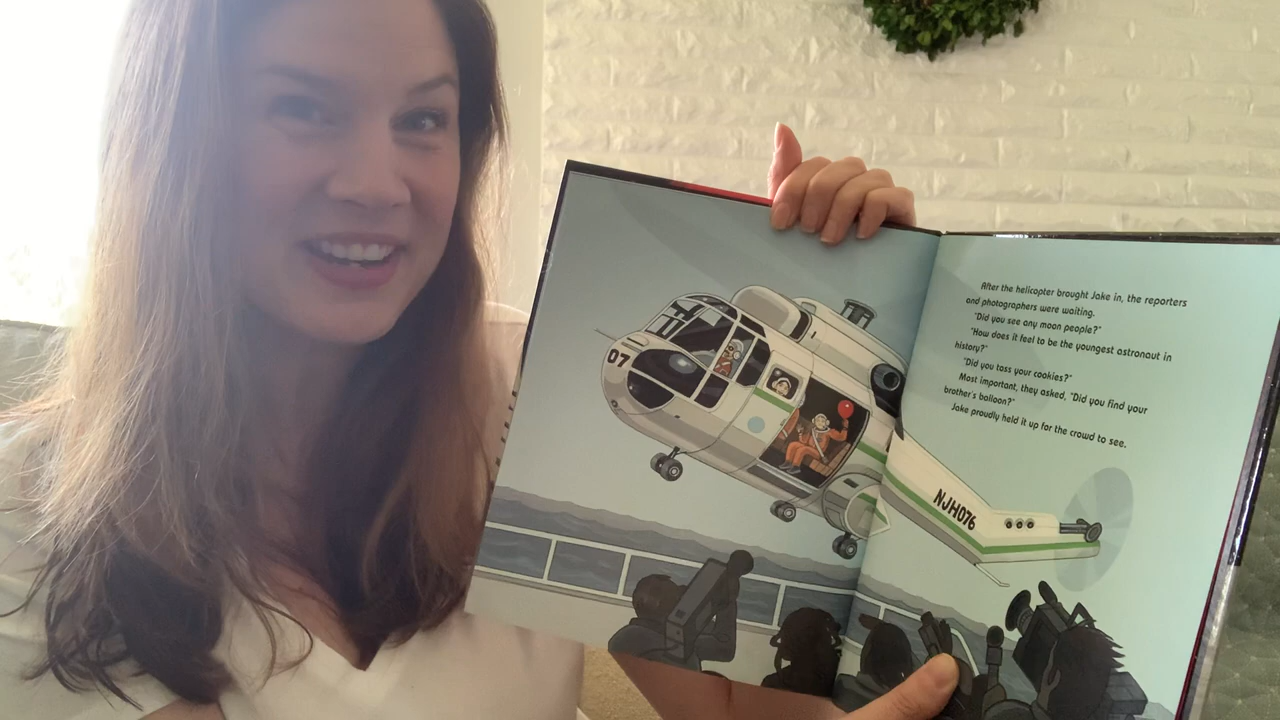 07
NJH076
After the helicopter brought Jake in, the reporters
and photographers were waiting.
"Did you see any moon people?"
"How does it feel to be the youngest astronaut in
history?"
"Did you toss your cookies?"
Most important, they asked, "Did you find your
brother's balloon?"
Jake proudly held it up for the crowd to see.